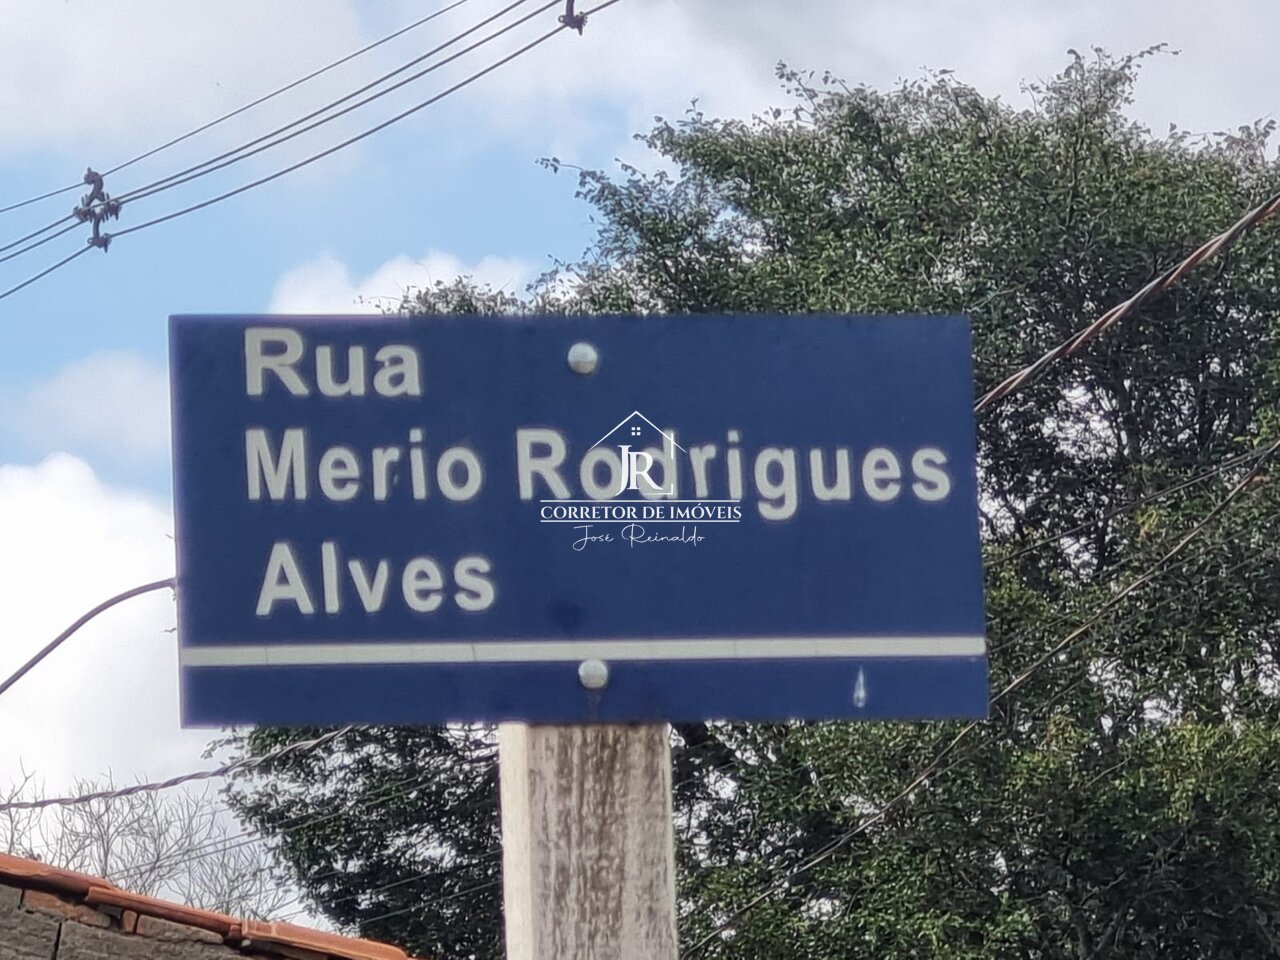 Rua
Merio Rodrigues
Alves
JR
CORRETOR DE IMÓVEIS
José Reinaldo